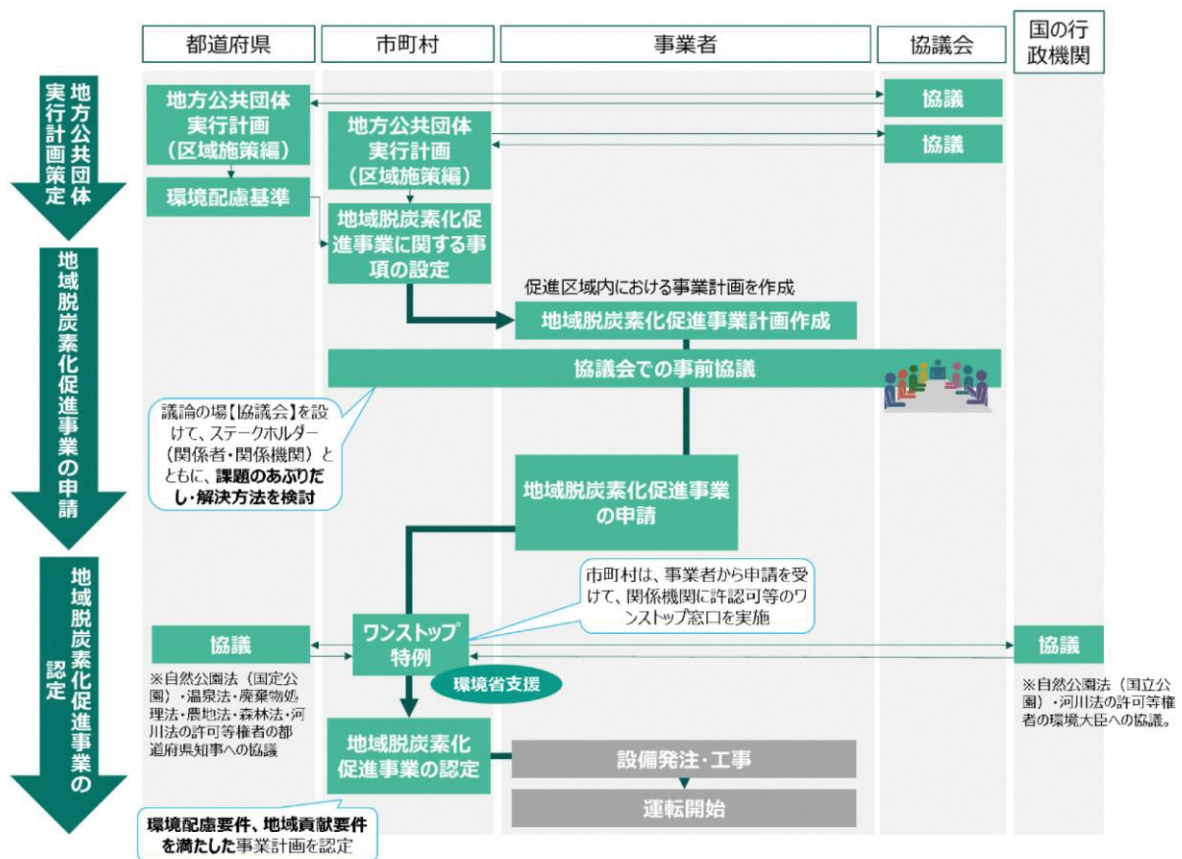 都道府県
市町村
事業者
協議会
国の行
政機関
地方公共団体
実行計画策定
地方公共団体
実行計画
（区域施策編）
協議
地方公共団体
実行計画
（区域施策編）
協議
環境配慮基準
地域脱炭素化促
進事業に関する事
項の設定
地域脱炭素化促進事業の申請
促進区域内における事業計画を作成
地域脱炭素化促進事業計画作成
協議会での事前協議
議論の場【協議会】を設
けて、ステークホルダー
（関係者・関係機関）と
ともに、課題のあぶりだ
し・解決方法を検討
地域脱炭素化促進事業
の申請
地域脱炭素化促進事業の
認定
市町村は、事業者から申請を受
けて、関係機関に許認可等のワ
ンストップ窓口を実施
協議
ワンストップ
特例
協議
環境省支援
※自然公園法（国定公
園）・温泉法・廃棄物処
理法・農地法・森林法・河
川法の許可等権者の都
道府県知事への協議
※自然公園法（国立公
園）・河川法の許可等権
者の環境大臣への協議。
地域脱炭素化
促進事業の認定
設備発注・工事
運転開始
環境配慮要件、地域貢献要件
を満たした事業計画を認定